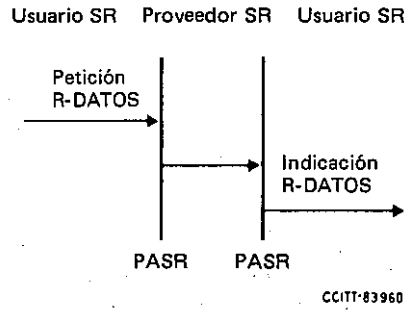 Usuario SR Proveedor SR Usuario SR
Petición
R-DATOS
Indicación
R-DATOS
PASR PASR
CCITT-83960